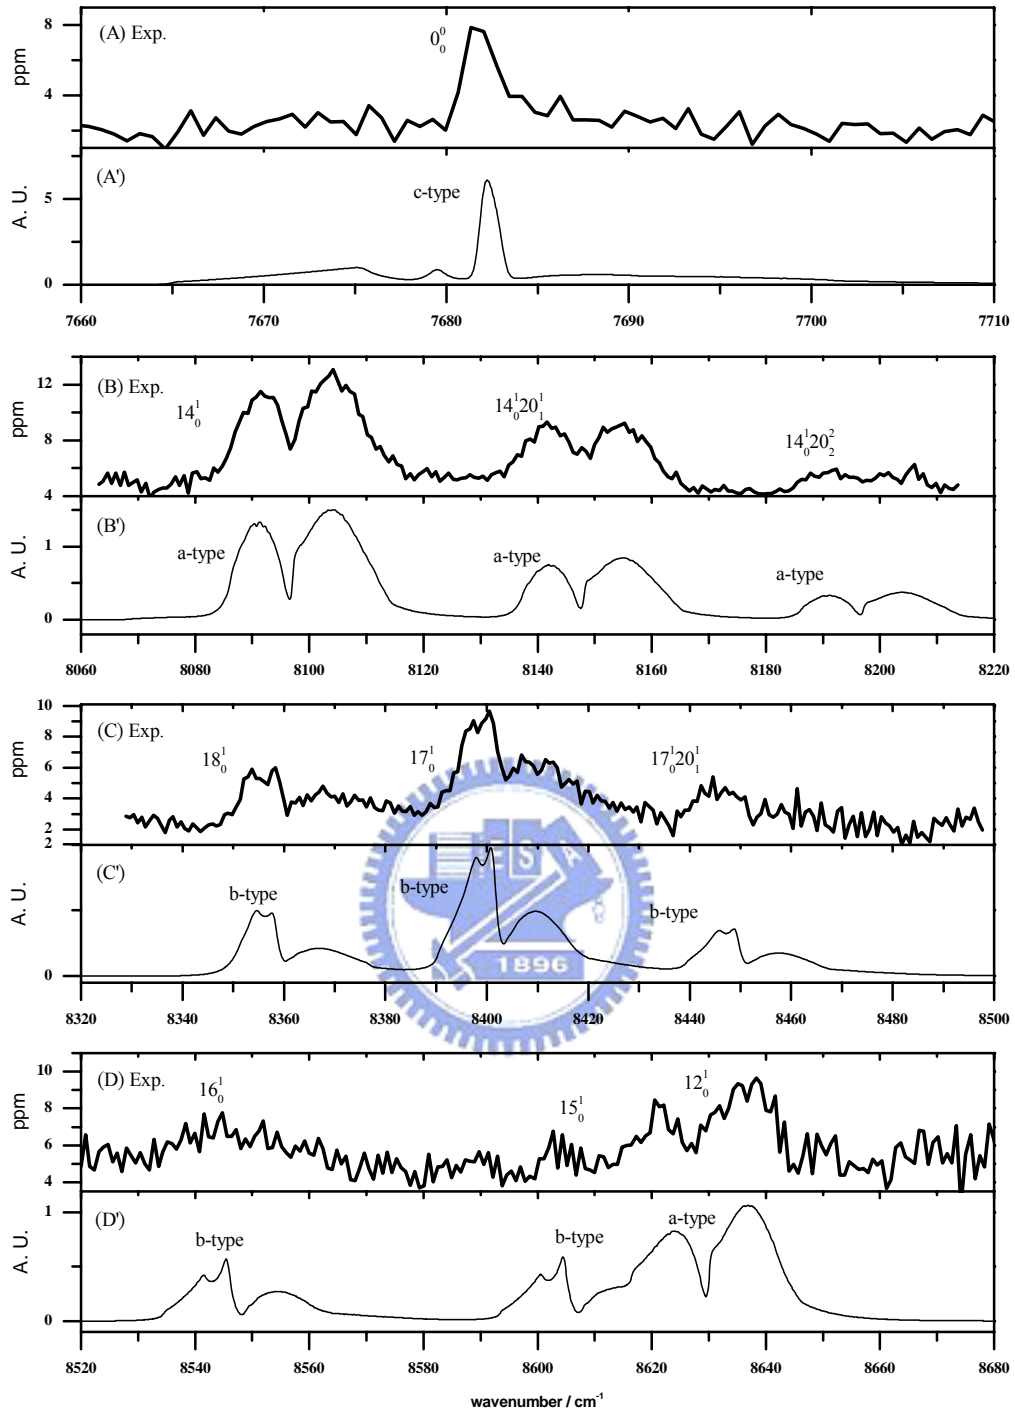 (A) Exp.
0 0 0
8
4
ppm
(A')
c-type
5
0
A. U.
7660 7670 7680 7690 7700 7710
(B) Exp.
14 1 0
14 1 0 20 1 1
14 1 0 20 2 2
12
8
4
ppm
(B')
a-type
a-type
a-type
1
0
A. U.
8060 8080 8100 8120 8140 8160 8180 8200 8220
(C) Exp.
18 1 0
17 1 0
17 1 0 20 1 1
10
8
6
4
2
ppm
(C')
b-type
b-type
b-type
2
0
A. U.
E S A
1896
8320 8340 8360 8380 8400 8420 8440 8460 8480 8500
(D) Exp.
16 1 0
15 1 0
12 1 0
10
8
6
4
ppm
(D')
b-type
b-type
a-type
1
0
A. U.
8520 8540 8560 8580 8600 8620 8640 8660 8680
wavenumber / cm⁻¹